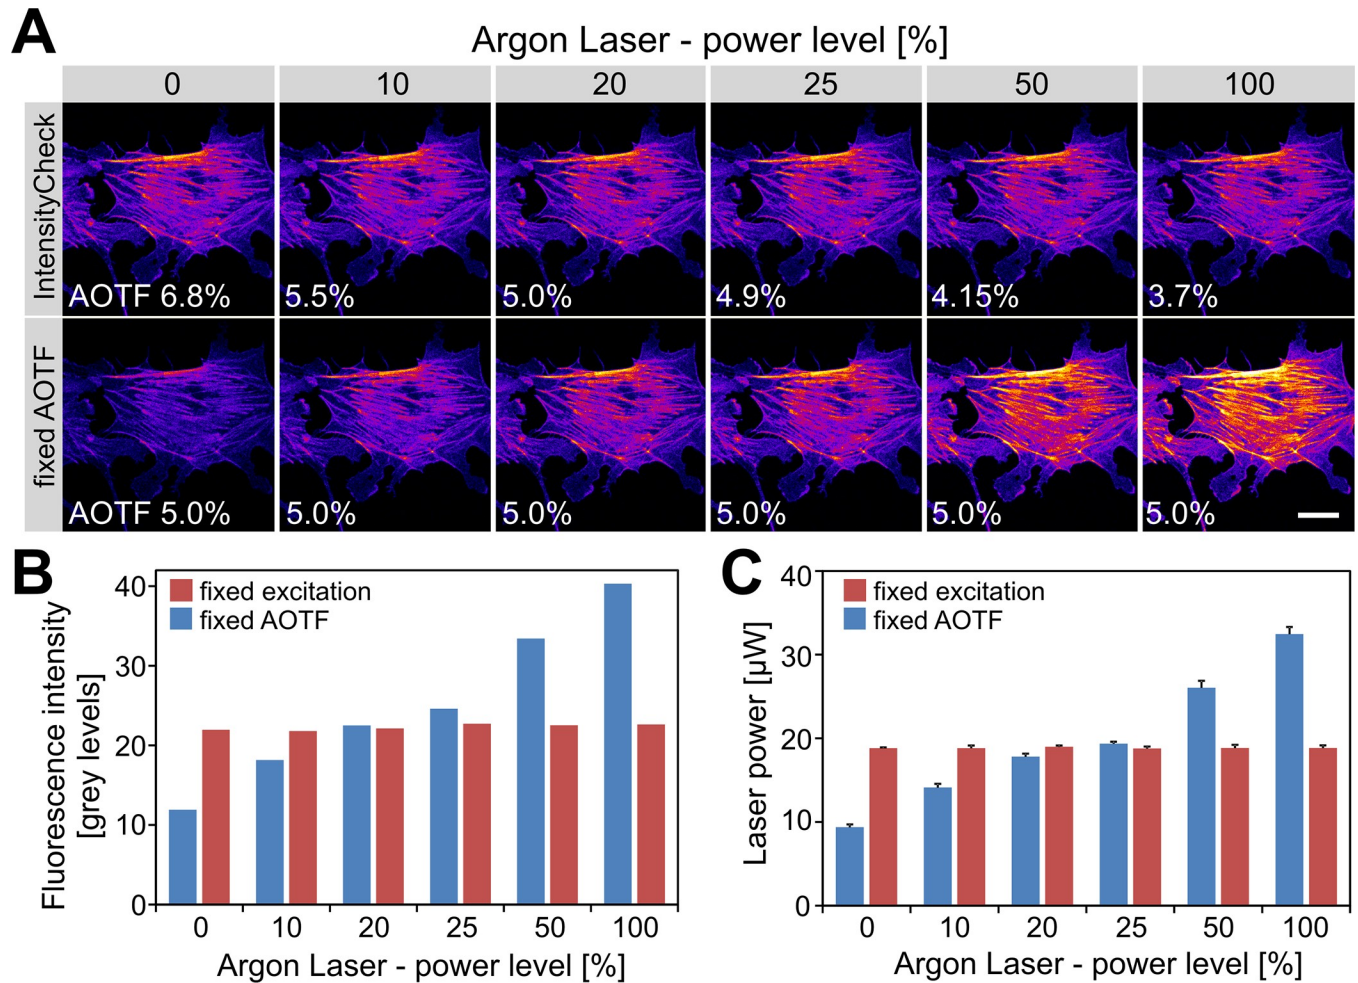 A
Argon Laser - power level [%]
0 10 20 25 50 100
IntensityCheck
AOTF 6.8% 5.5% 5.0% 4.9% 4.15% 3.7%
fixed AOTF
AOTF 5.0% 5.0% 5.0% 5.0% 5.0% 5.0%
B
fixed excitation
fixed AOTF
Fluorescence intensity
[grey levels]
40
30
20
10
0
0 10 20 25 50 100
Argon Laser - power level [%]
C
fixed excitation
fixed AOTF
Laser power [µW]
40
30
20
10
0
0 10 20 25 50 100
Argon Laser - power level [%]